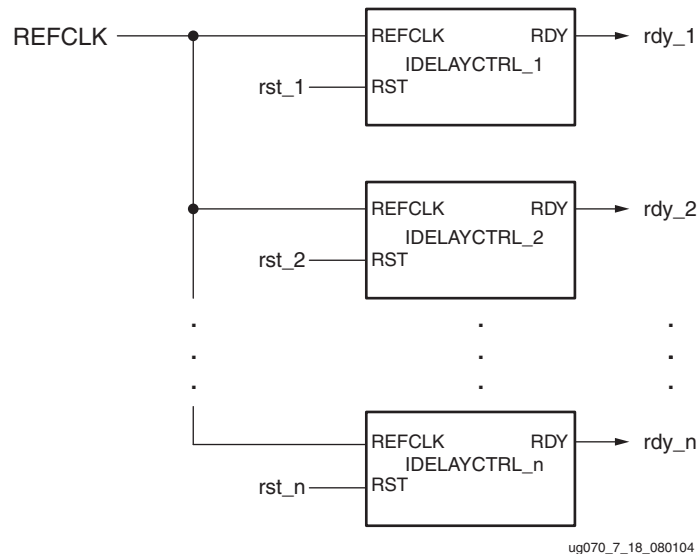 REFCLK
REFCLK RDY
IDELAYCTRL_1
RST
rst_1
rdy_1
REFCLK RDY
IDELAYCTRL_2
RST
rst_2
rdy_2
REFCLK RDY
IDELAYCTRL_n
RST
rst_n
rdy_n
ug070_7_18_080104